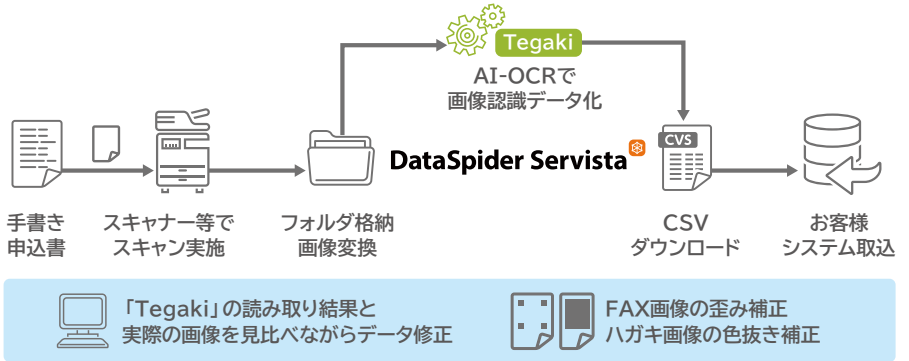 Tegaki
AI-OCRで
画像認識データ化
DataSpider Servista
CVS
手書き
申込書
スキャナー等で
スキャン実施
フォルダ格納
画像変換
CSV
ダウンロード
お客様
システム取込
「Tegaki」の読み取り結果と
実際の画像を見比べながらデータ修正
FAX画像の歪み補正
ハガキ画像の色抜き補正